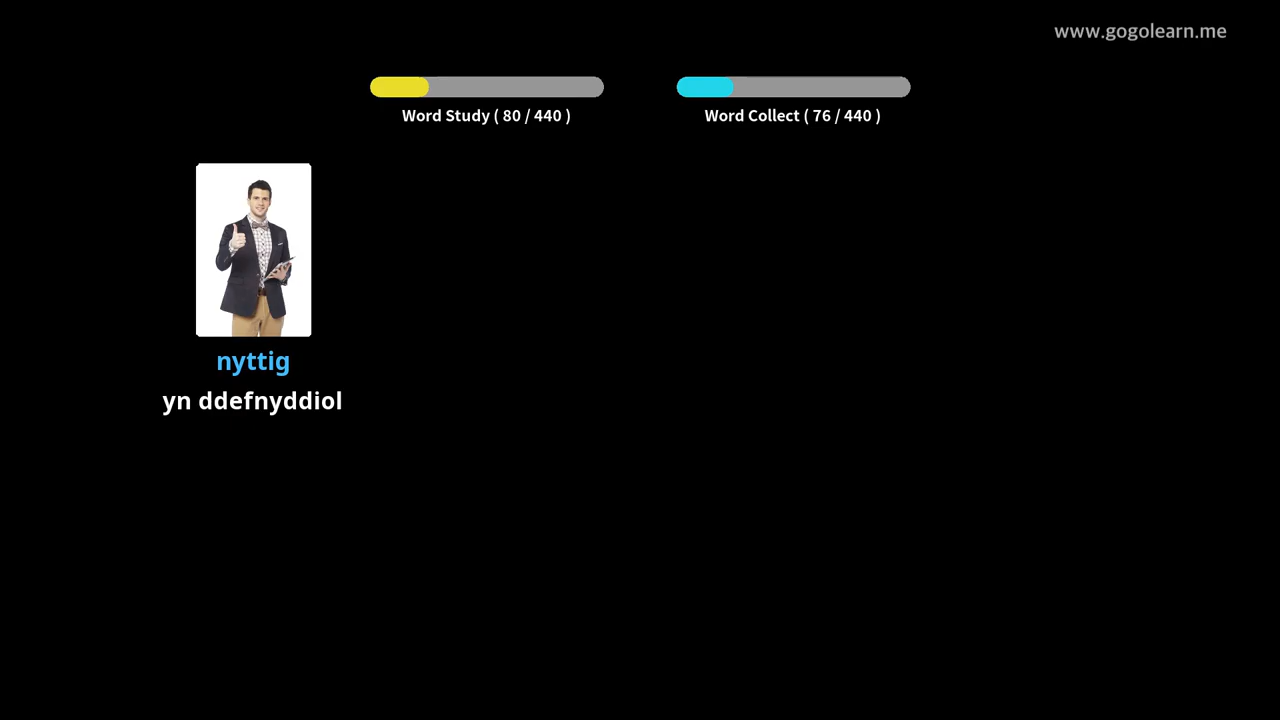 www.gogolearn.me
Word Study ( 80 / 440 )
Word Collect ( 76 / 440 )
nyttig
yn ddefnyddiol